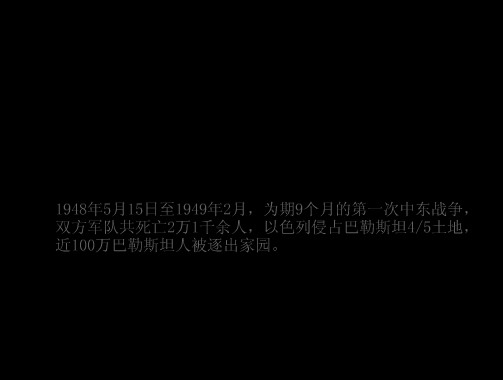 1948年5月15日至1949年2月，为期9个月的第一次中东战争，
双方军队共死亡2万1千余人，以色列侵占巴勒斯坦4/5土地，
近100万巴勒斯坦人被逐出家园。